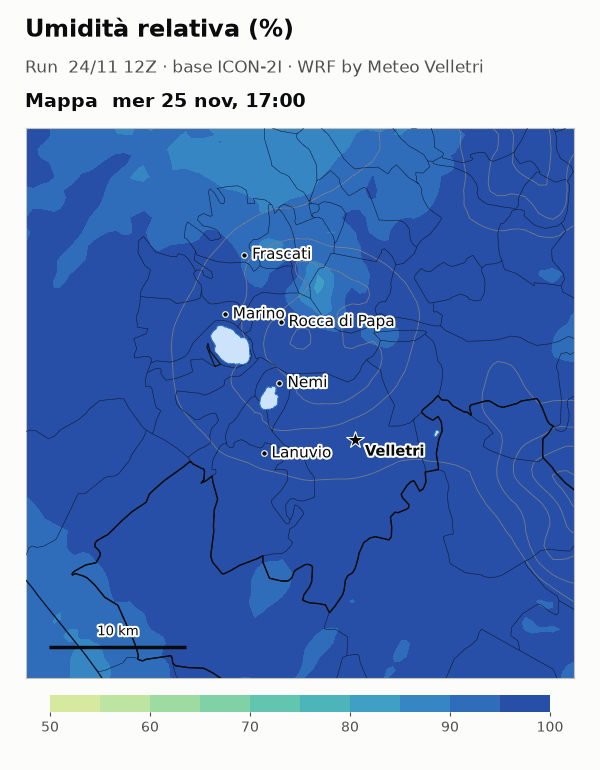 Umidità relativa (%)
Run  24/11 12Z · base ICON-2I · WRF by Meteo Velletri
Mappa  mer 25 nov, 17:00
Frascati
Marino
Rocca di Papa
Nemi
Velletri
Lanuvio
10 km
50 60 70 80 90 100